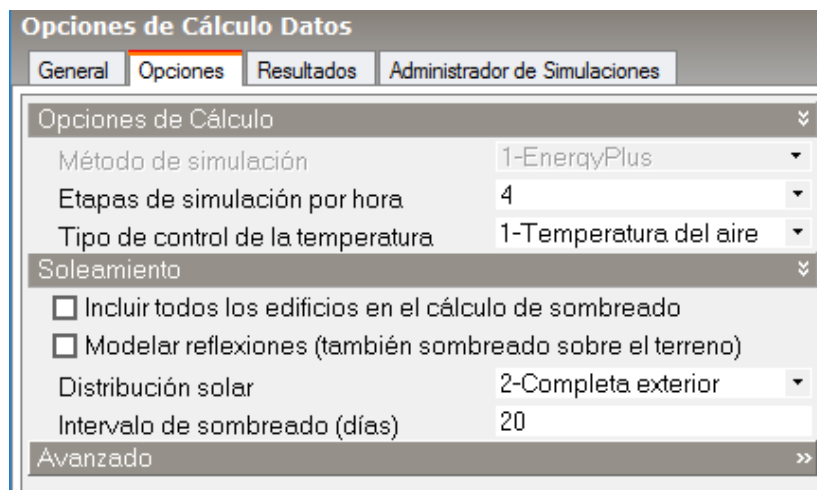 Opciones de Cálculo Datos
General Opciones Resultados Administrador de Simulaciones
Opciones de Cálculo
Método de simulación 1-EnergyPlus
Etapas de simulación por hora 4
Tipo de control de la temperatura 1-Temperatura del aire
Soleamiento
Incluir todos los edificios en el cálculo de sombreado
Modelar reflexiones (también sombreado sobre el terreno)
Distribución solar 2-Completa exterior
Intervalo de sombreado (días) 20
Avanzado